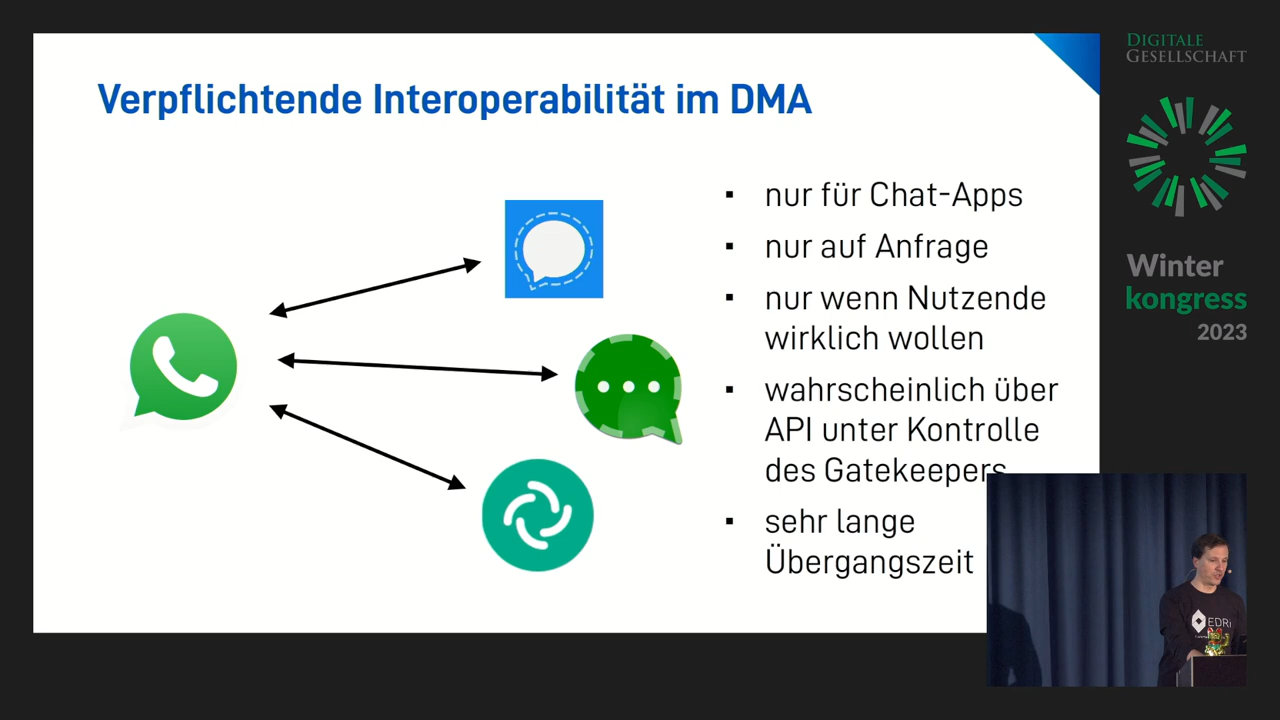 Verpflichtende Interoperabilität im DMA
▪ nur für Chat-Apps
▪ nur auf Anfrage
▪ nur wenn Nutzende
wirklich wollen
▪ wahrscheinlich über
API unter Kontrolle
des Gatekeepers
▪ sehr lange
Übergangszeit
DIGITALE
GESELLSCHAFT
Winter
kongress
2023
EDRi